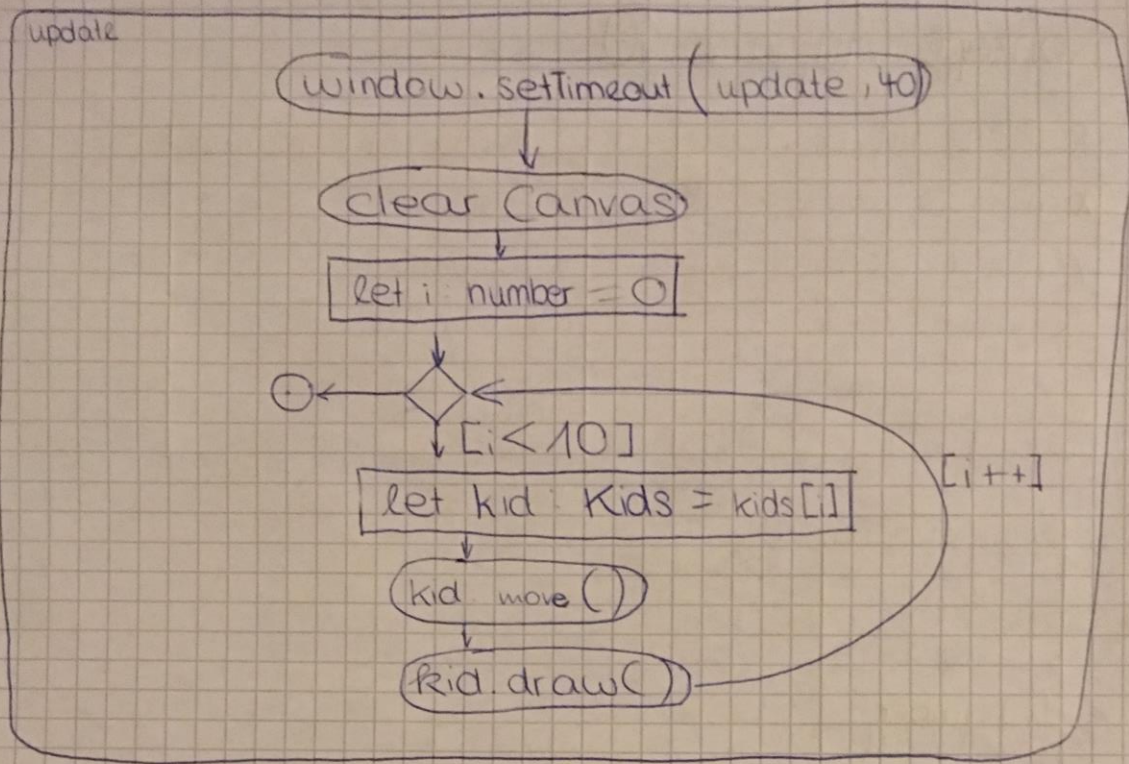 update
window.setTimeout(update, 40)
clear Canvas
let i: number = 0
[i<10]
let kid: Kids = kids[i]
[i++]
kid.move()
kid.draw()